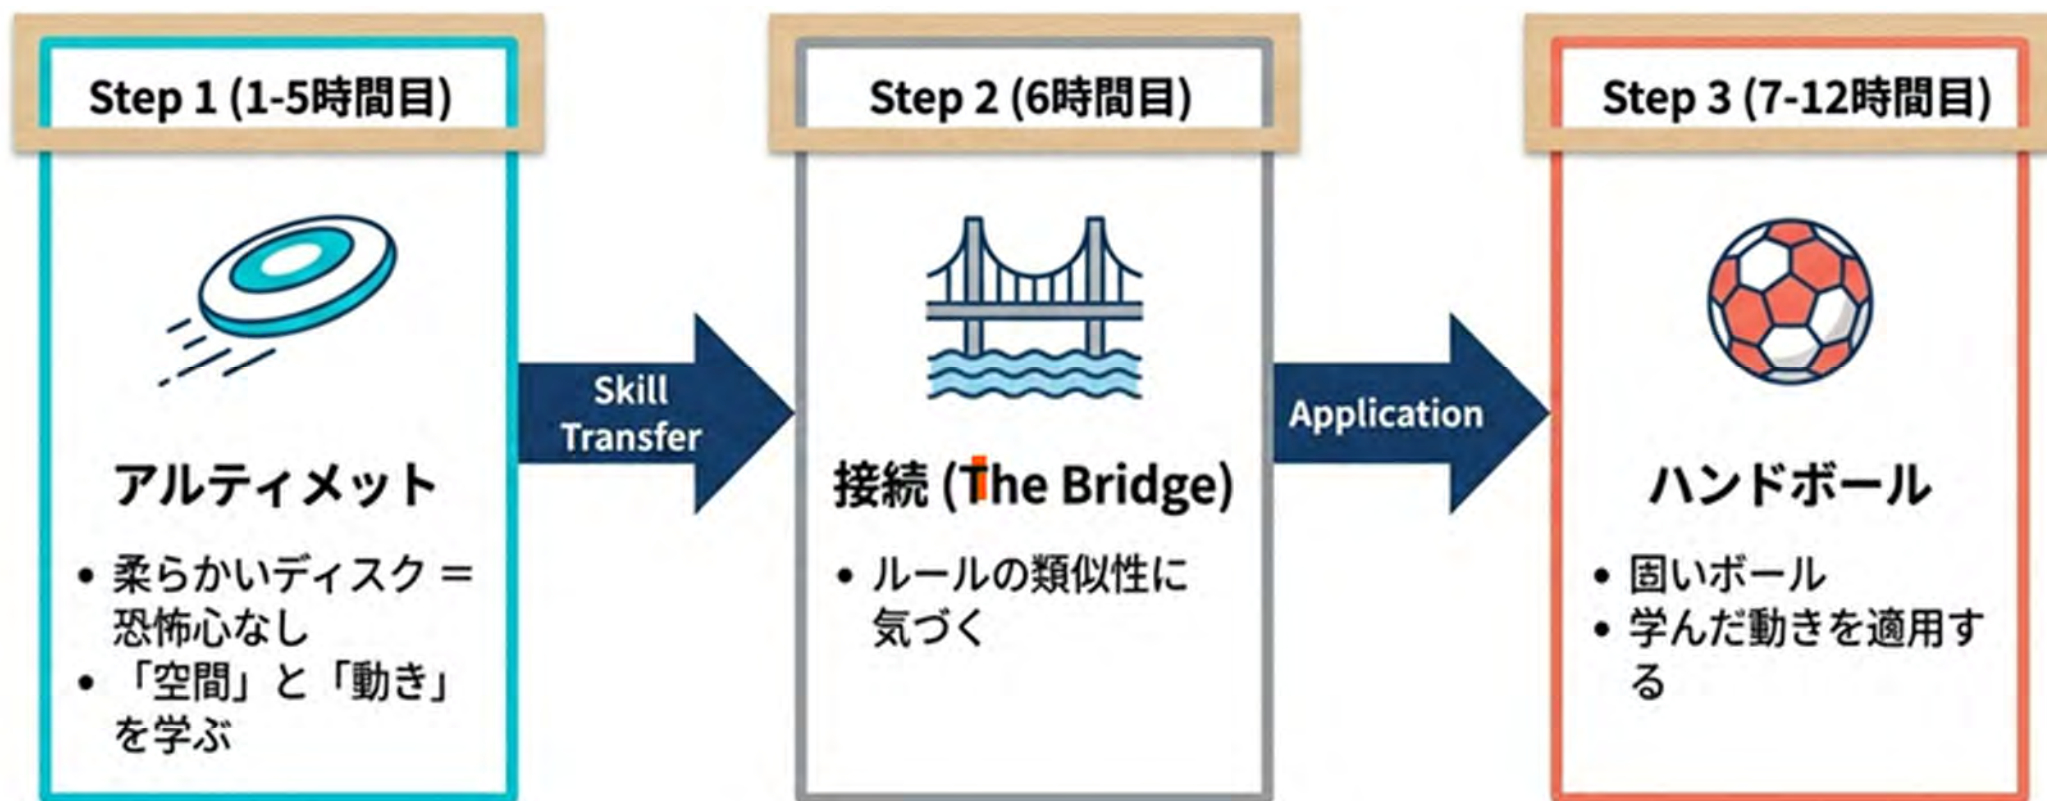 Step 1 (1-5時間目)
アルティメット
• 柔らかいディスク＝
恐怖心なし
• 「空間」と「動き」
を学ぶ
Skill
Transfer
Step 2 (6時間目)
接続 (The Bridge)
• ルールの類似性に
気づく
Application
Step 3 (7-12時間目)
ハンドボール
• 固いボール
• 学んだ動きを適用す
る